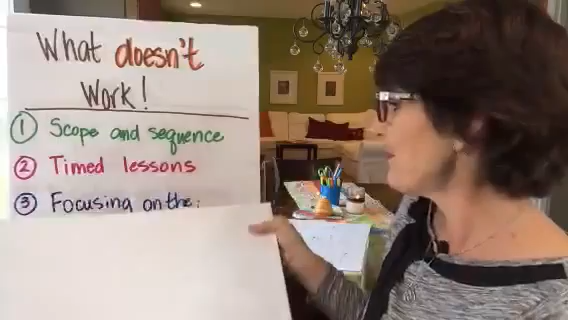 What doesn't
Work!
① Scope and sequence
② Timed lessons
③ Focusing on the: